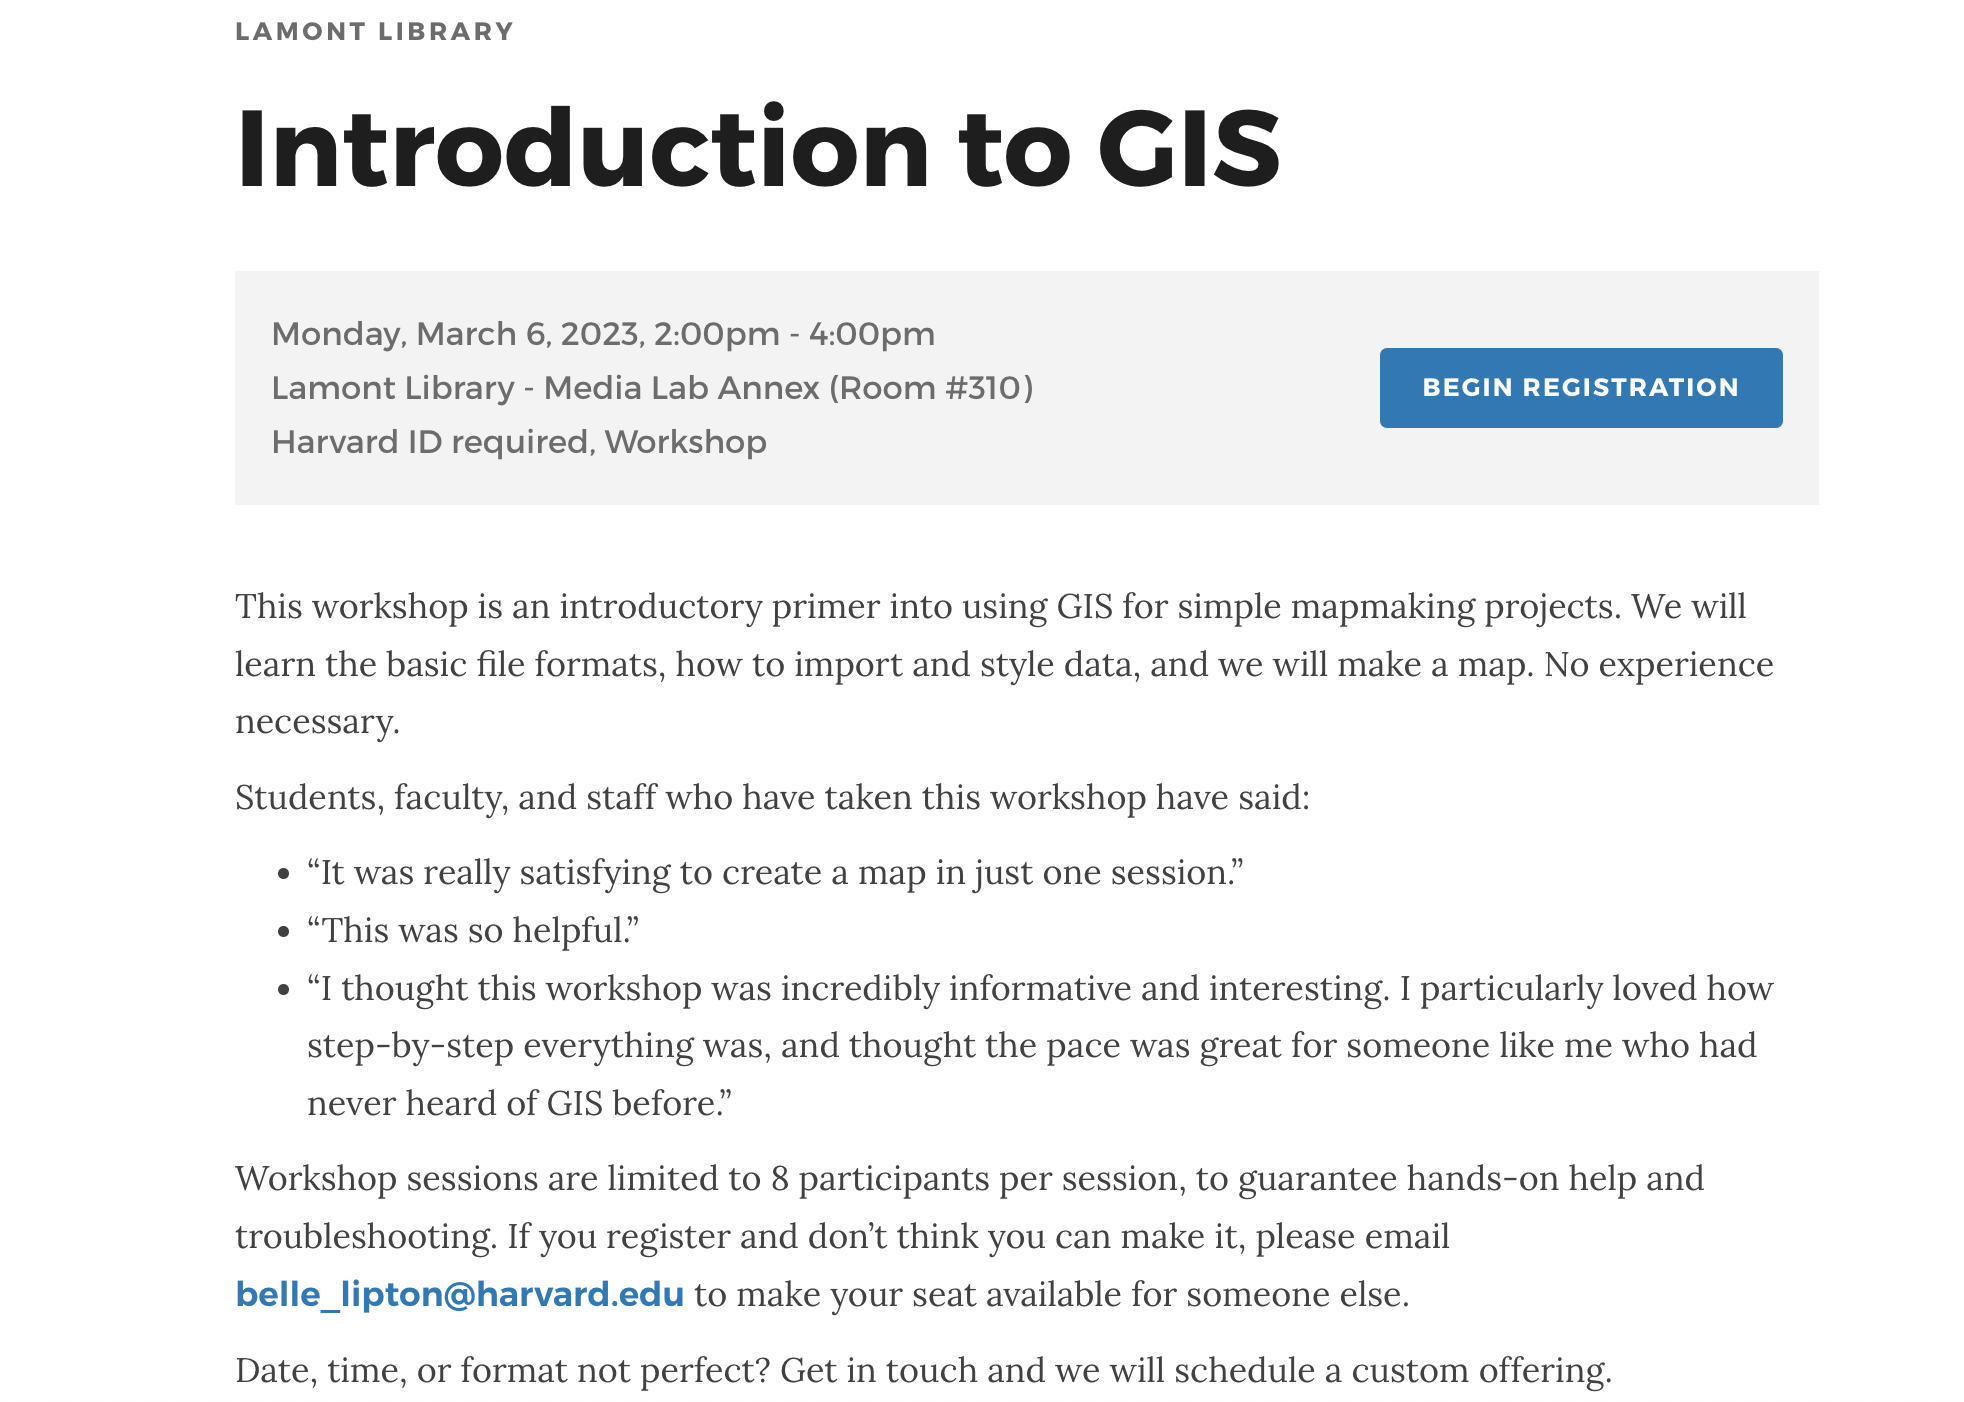 LAMONT LIBRARY
Introduction to GIS
Monday, March 6, 2023, 2:00pm - 4:00pm
Lamont Library - Media Lab Annex (Room #310)
Harvard ID required, Workshop
BEGIN REGISTRATION
This workshop is an introductory primer into using GIS for simple mapmaking projects. We will
learn the basic file formats, how to import and style data, and we will make a map. No experience
necessary.
Students, faculty, and staff who have taken this workshop have said:
• “It was really satisfying to create a map in just one session.”
• “This was so helpful.”
• “I thought this workshop was incredibly informative and interesting. I particularly loved how
step-by-step everything was, and thought the pace was great for someone like me who had
never heard of GIS before.”
Workshop sessions are limited to 8 participants per session, to guarantee hands-on help and
troubleshooting. If you register and don’t think you can make it, please email
belle_lipton@harvard.edu to make your seat available for someone else.
Date, time, or format not perfect? Get in touch and we will schedule a custom offering.